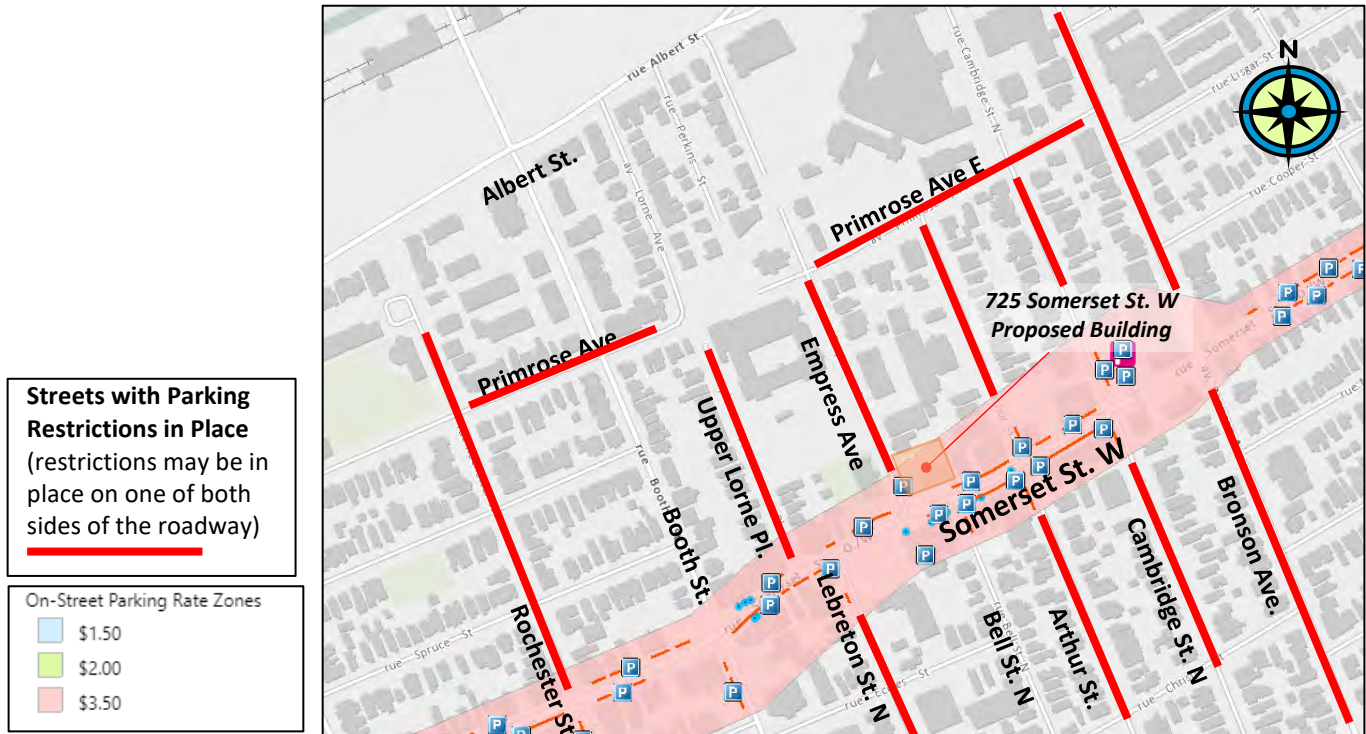 Streets with Parking
Restrictions in Place
(restrictions may be in
place on one of both
sides of the roadway)
On-Street Parking Rate Zones
$1.50
$2.00
$3.50
N
rue Albert St.
rue Cambridge St. N
rue Lisgar St
rue Perkins St
Albert St.
av Lorne Ave
rue Cooper St
Primrose Ave E
725 Somerset St. W
Proposed Building
Primrose Ave
Empress Ave
Upper Lorne Pl.
rue Booth
Booth St.
Somerset St. W
rue Somerset
Bronson Ave.
Cambridge St. N
Lebreton St. N
Bell St. N
Arthur St.
rue Spruce St
Rochester St.
P